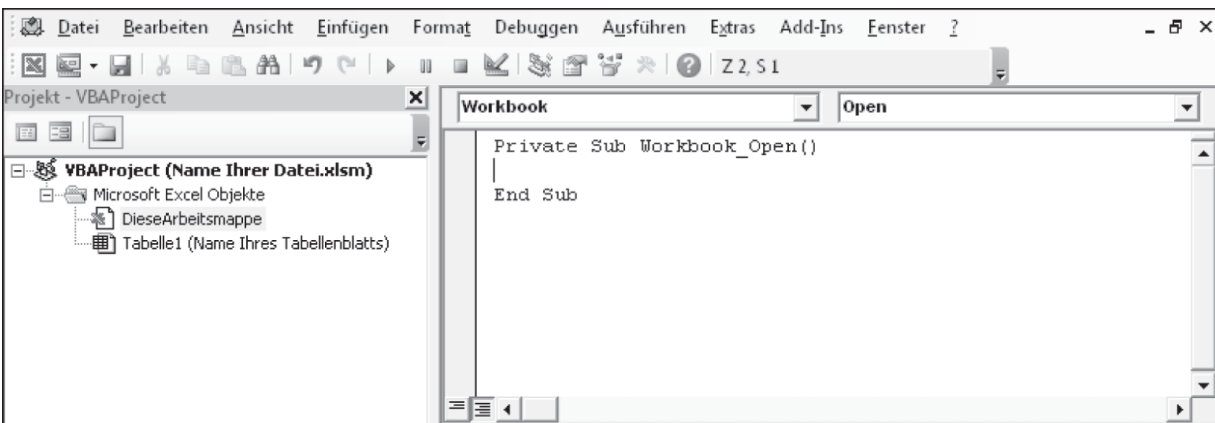 Datei Bearbeiten Ansicht Einfügen Format Debuggen Ausführen Extras Add-Ins Fenster ?
Z 2, S 1
Projekt - VBAProject
VBAProject (Name Ihrer Datei.xlsm)
Microsoft Excel Objekte
DieseArbeitsmappe
Tabelle1 (Name Ihres Tabellenblatts)
Workbook Open
Private Sub Workbook_Open()
End Sub